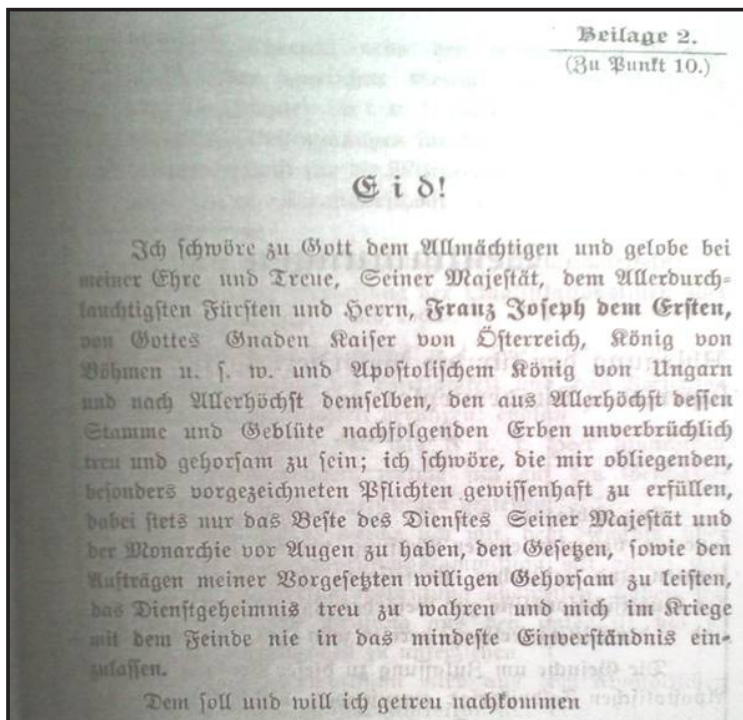 Beilage 2.
(Zu Punkt 10.)
Eid!
Ich schwöre zu Gott dem Allmächtigen und gelobe bei
meiner Ehre und Treue, Seiner Majestät, dem Allerdurch-
lauchtigsten Fürsten und Herrn, Franz Joseph dem Ersten,
von Gottes Gnaden Kaiser von Österreich, König von
Böhmen u. s. w. und Apostolischem König von Ungarn
und nach Allerhöchst demselben, den aus Allerhöchst dessen
Stamme und Geblüte nachfolgenden Erben unverbrüchlich
treu und gehorsam zu sein; ich schwöre, die mir obliegenden,
besonders vorgezeichneten Pflichten gewissenhaft zu erfüllen,
dabei stets nur das Beste des Dienstes Seiner Majestät und
der Monarchie vor Augen zu haben, den Gesetzen, sowie den
Aufträgen meiner Vorgesetzten willigen Gehorsam zu leisten,
das Dienstgeheimnis treu zu wahren und mich im Kriege
mit dem Feinde nie in das mindeste Einverständnis ein-
zulassen.
Dem soll und will ich getreu nachkommen